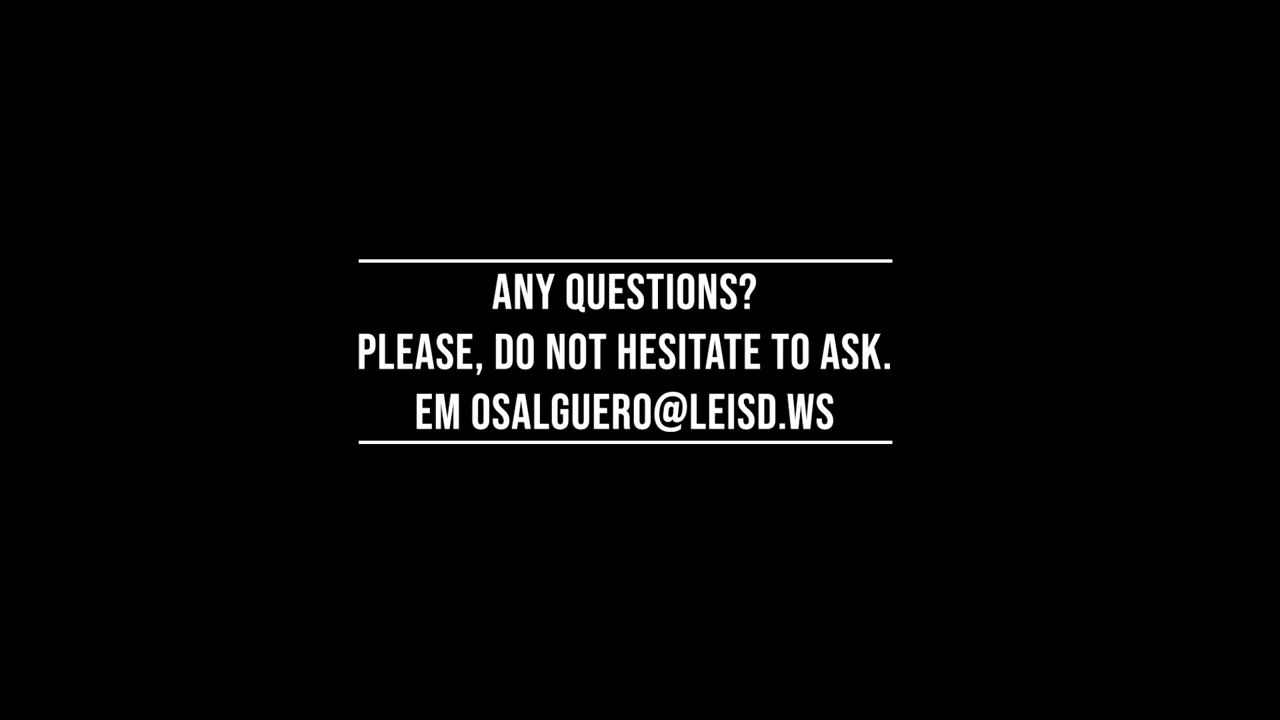 ANY QUESTIONS?
PLEASE, DO NOT HESITATE TO ASK.
EM OSALGUERO@LEISD.WS